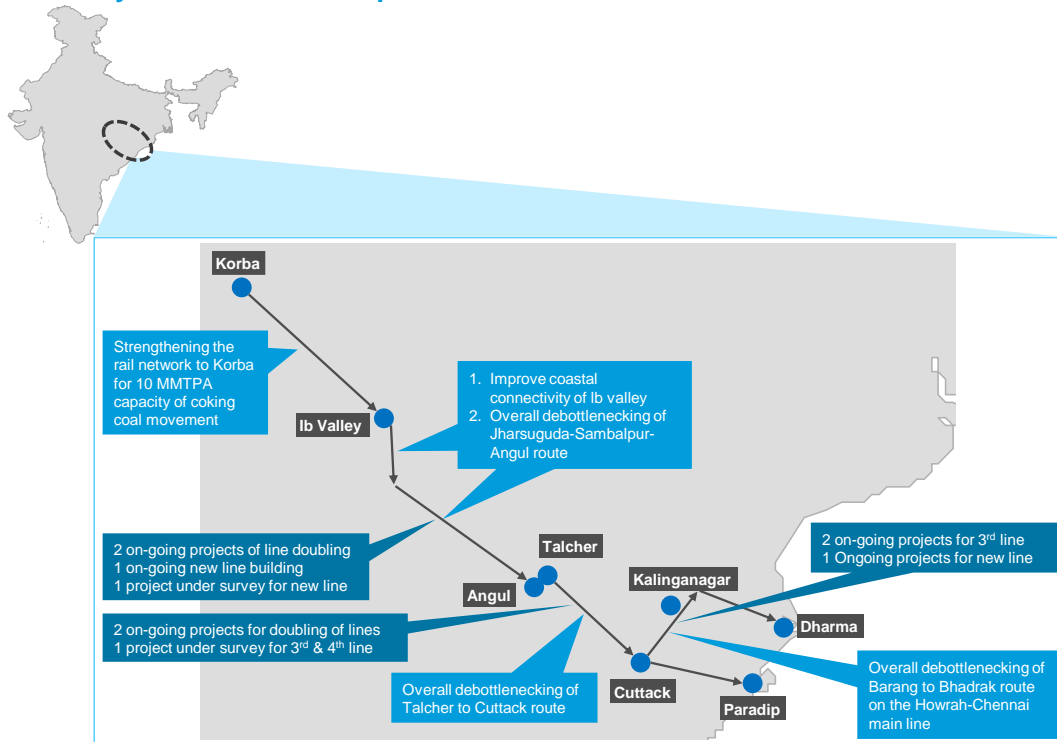 Korba
Strengthening the
rail network to Korba
for 10 MMTPA
capacity of coking
coal movement
Ib Valley
1. Improve coastal
connectivity of Ib valley
2. Overall debottlenecking of
Jharsuguda-Sambalpur-
Angul route
2 on-going projects of line doubling
1 on-going new line building
1 project under survey for new line
Talcher
Angul
2 on-going projects for 3rd line
1 Ongoing projects for new line
Kalinganagar
Dharma
2 on-going projects for doubling of lines
1 project under survey for 3rd & 4th line
Overall debottlenecking of
Talcher to Cuttack route
Cuttack
Paradip
Overall debottlenecking of
Barang to Bhadrak route
on the Howrah-Chennai
main line